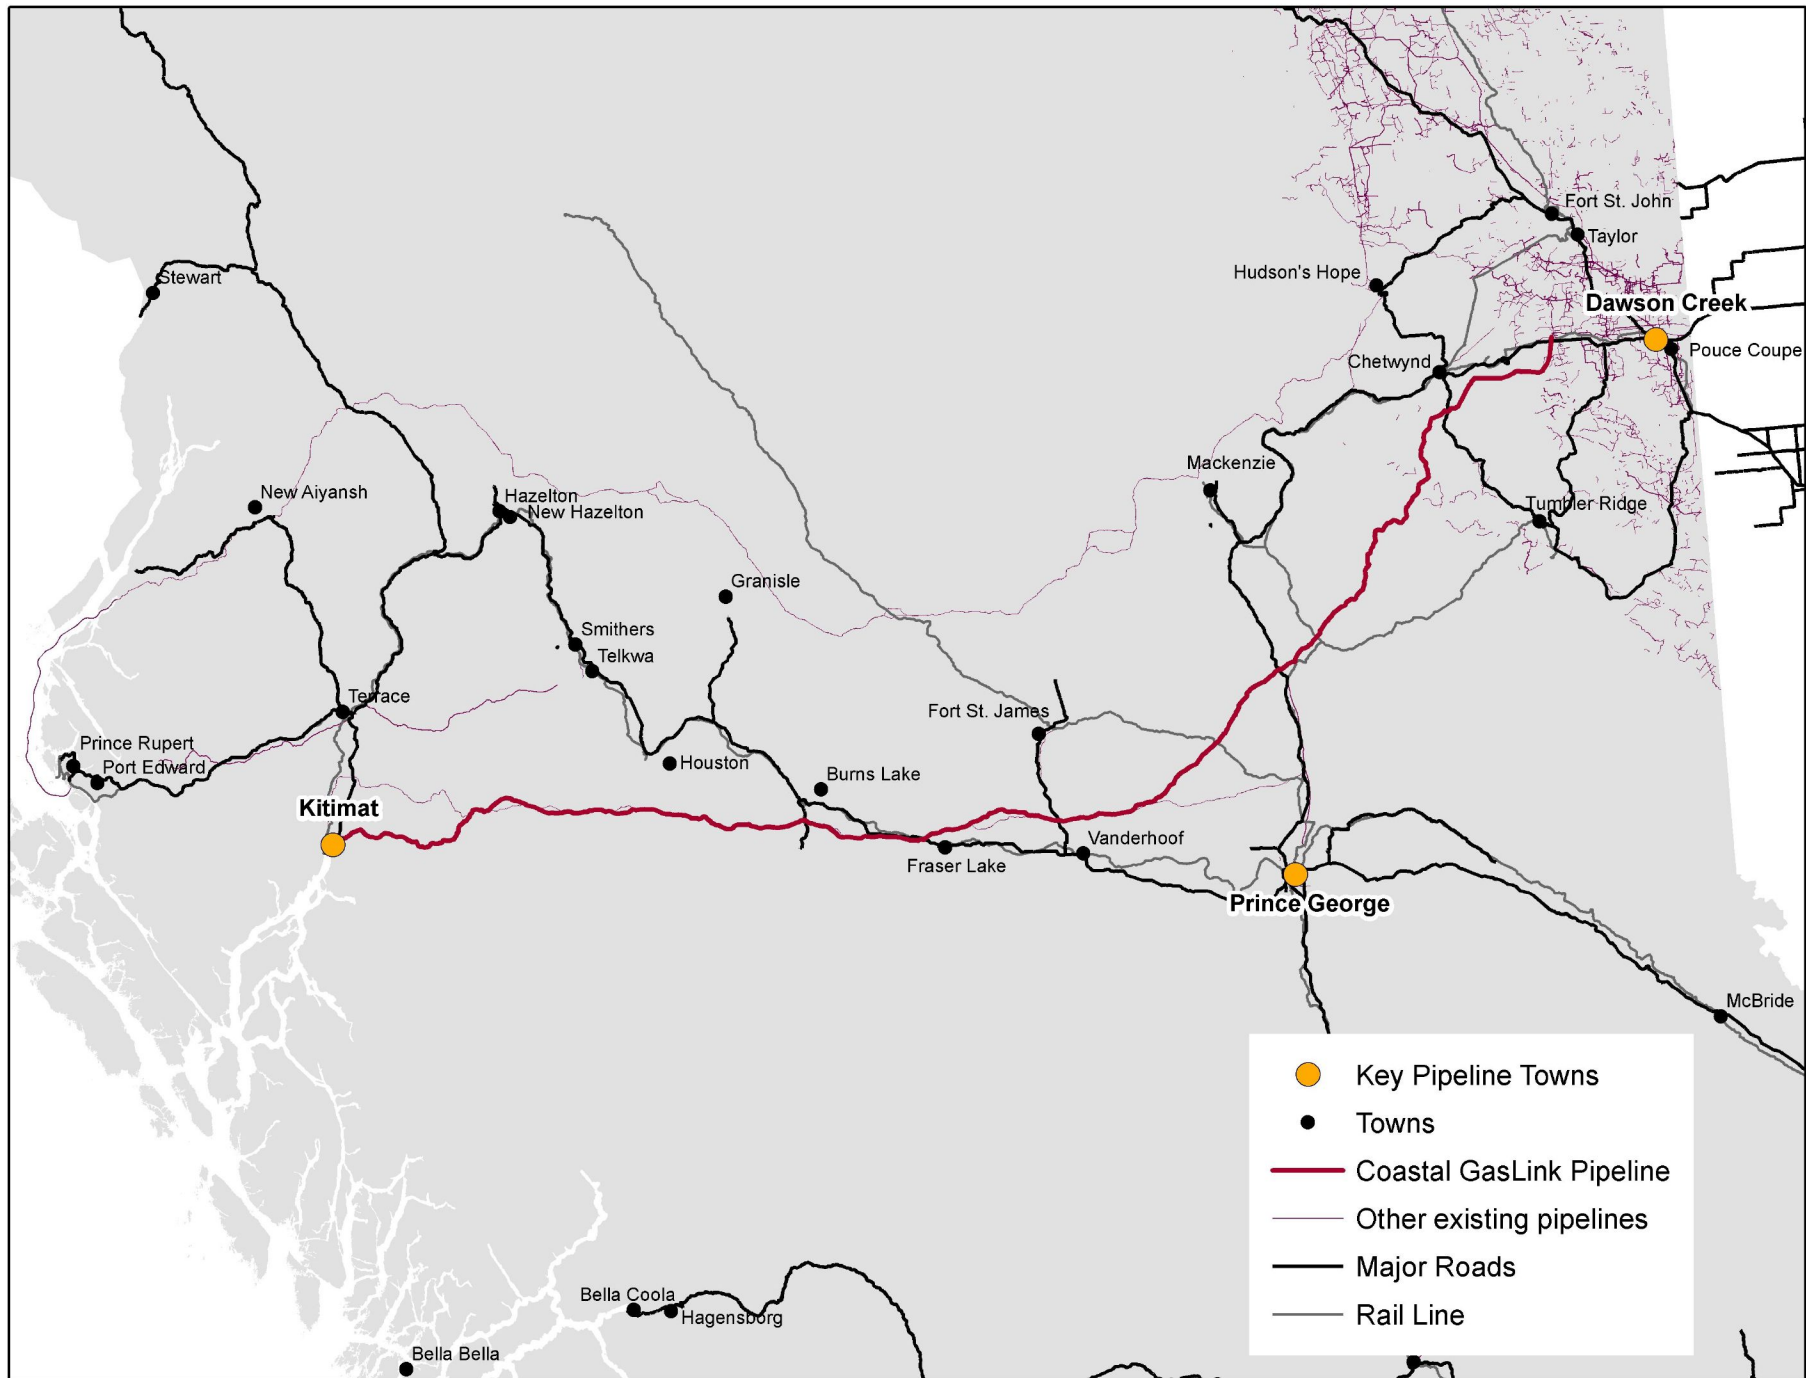 Fort St. John
Taylor
Stewart
Hudson's Hope
Dawson Creek
Pouce Coupe
Chetwynd
Mackenzie
New Aiyansh
Hazelton
New Hazelton
Tumbler Ridge
Granisle
Smithers
Telkwa
Terrace
Fort St. James
Prince Rupert
Port Edward
Houston
Burns Lake
Kitimat
Vanderhoof
Fraser Lake
Prince George
McBride
Key Pipeline Towns
Towns
Coastal GasLink Pipeline
Other existing pipelines
Major Roads
Rail Line
Bella Coola
Hagensborg
Bella Bella